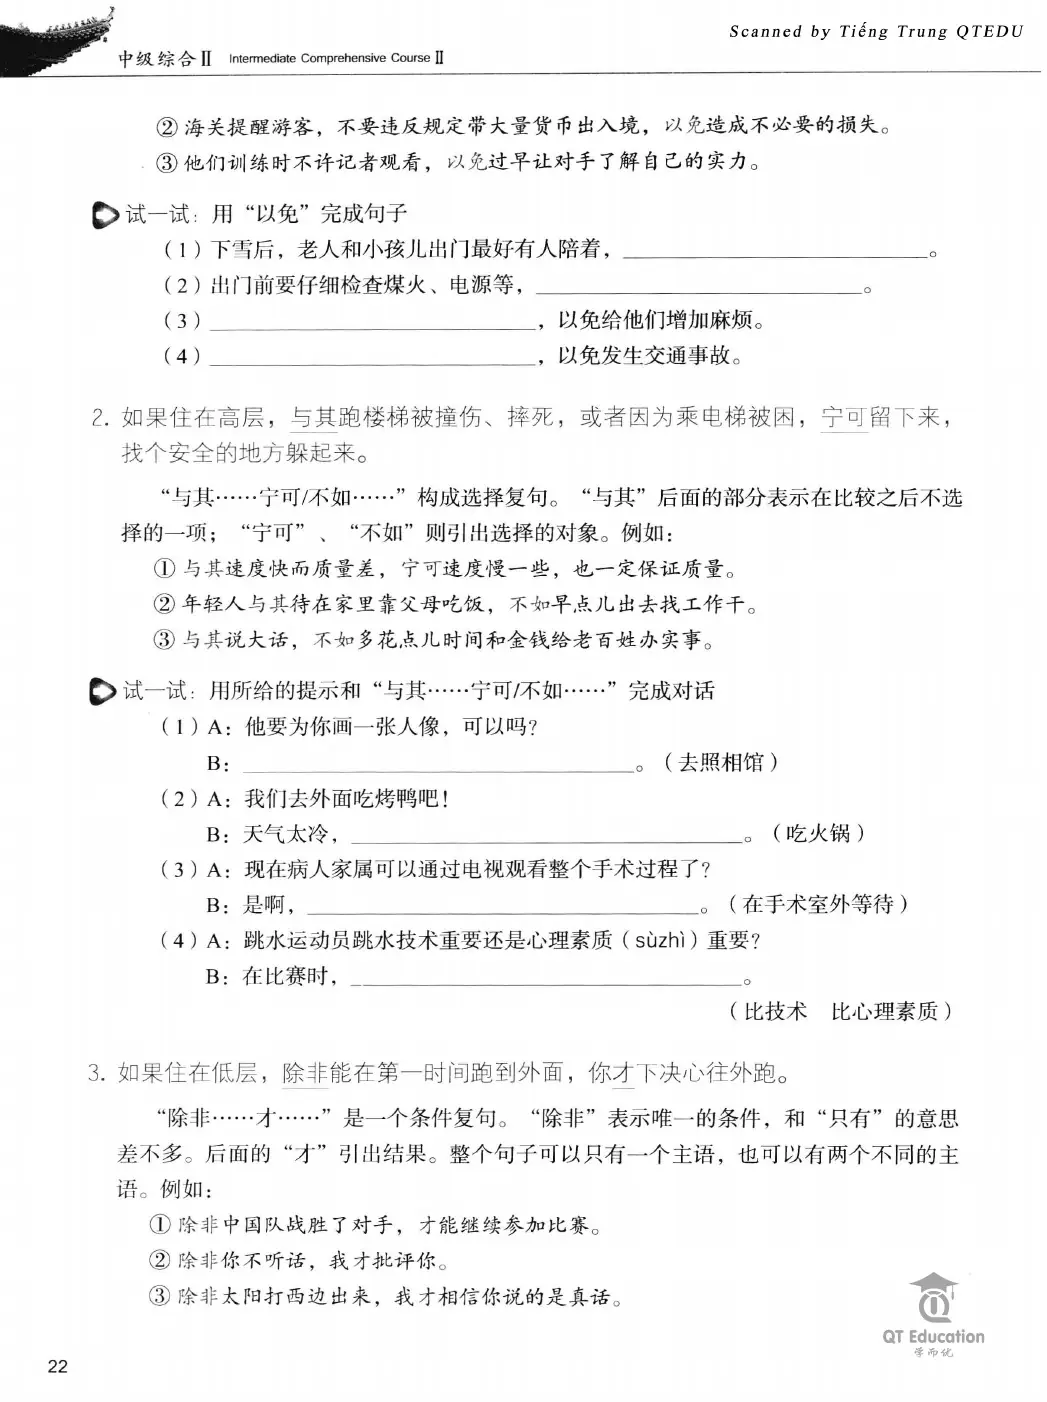 Scanned by Tiếng Trung QTEDU
中级综合Ⅱ Intermediate Comprehensive Course Ⅱ
② 海关提醒游客，不要违反规定带大量货币出入境，以免造成不必要的损失。
③ 他们训练时不许记者观看，以免过早让对手了解自己的实力。
试一试：用“以免”完成句子
（1）下雪后，老人和小孩儿出门最好有人陪着，____________________。
（2）出门前要仔细检查煤火、电源等，____________________。
（3）____________________，以免给他们增加麻烦。
（4）____________________，以免发生交通事故。
2. 如果住在高层，与其跑楼梯被撞伤、摔死，或者因为乘电梯被困，宁可留下来，
找个安全的地方躲起来。
“与其……宁可/不如……”构成选择复句。“与其”后面的部分表示在比较之后不选
择的一项；“宁可”、“不如”则引出选择的对象。例如：
① 与其速度快而质量差，宁可速度慢一些，也一定保证质量。
② 年轻人与其待在家里靠父母吃饭，不如早点儿出去找工作干。
③ 与其说大话，不如多花点儿时间和金钱给老百姓办实事。
试一试：用所给的提示和“与其……宁可/不如……”完成对话
（1）A：他要为你画一张人像，可以吗？
B：____________________。（去照相馆）
（2）A：我们去外面吃烤鸭吧！
B：天气太冷，____________________。（吃火锅）
（3）A：现在病人家属可以通过电视观看整个手术过程了？
B：是啊，____________________。（在手术室外等待）
（4）A：跳水运动员跳水技术重要还是心理素质（sùzhì）重要？
B：在比赛时，____________________。
（比技术　比心理素质）
3. 如果住在低层，除非能在第一时间跑到外面，你才下决心往外跑。
“除非……才……”是一个条件复句。“除非”表示唯一的条件，和“只有”的意思
差不多。后面的“才”引出结果。整个句子可以只有一个主语，也可以有两个不同的主
语。例如：
① 除非中国队战胜了对手，才能继续参加比赛。
② 除非你不听话，我才批评你。
③ 除非太阳打西边出来，我才相信你说的是真话。
QT Education
学而优
22